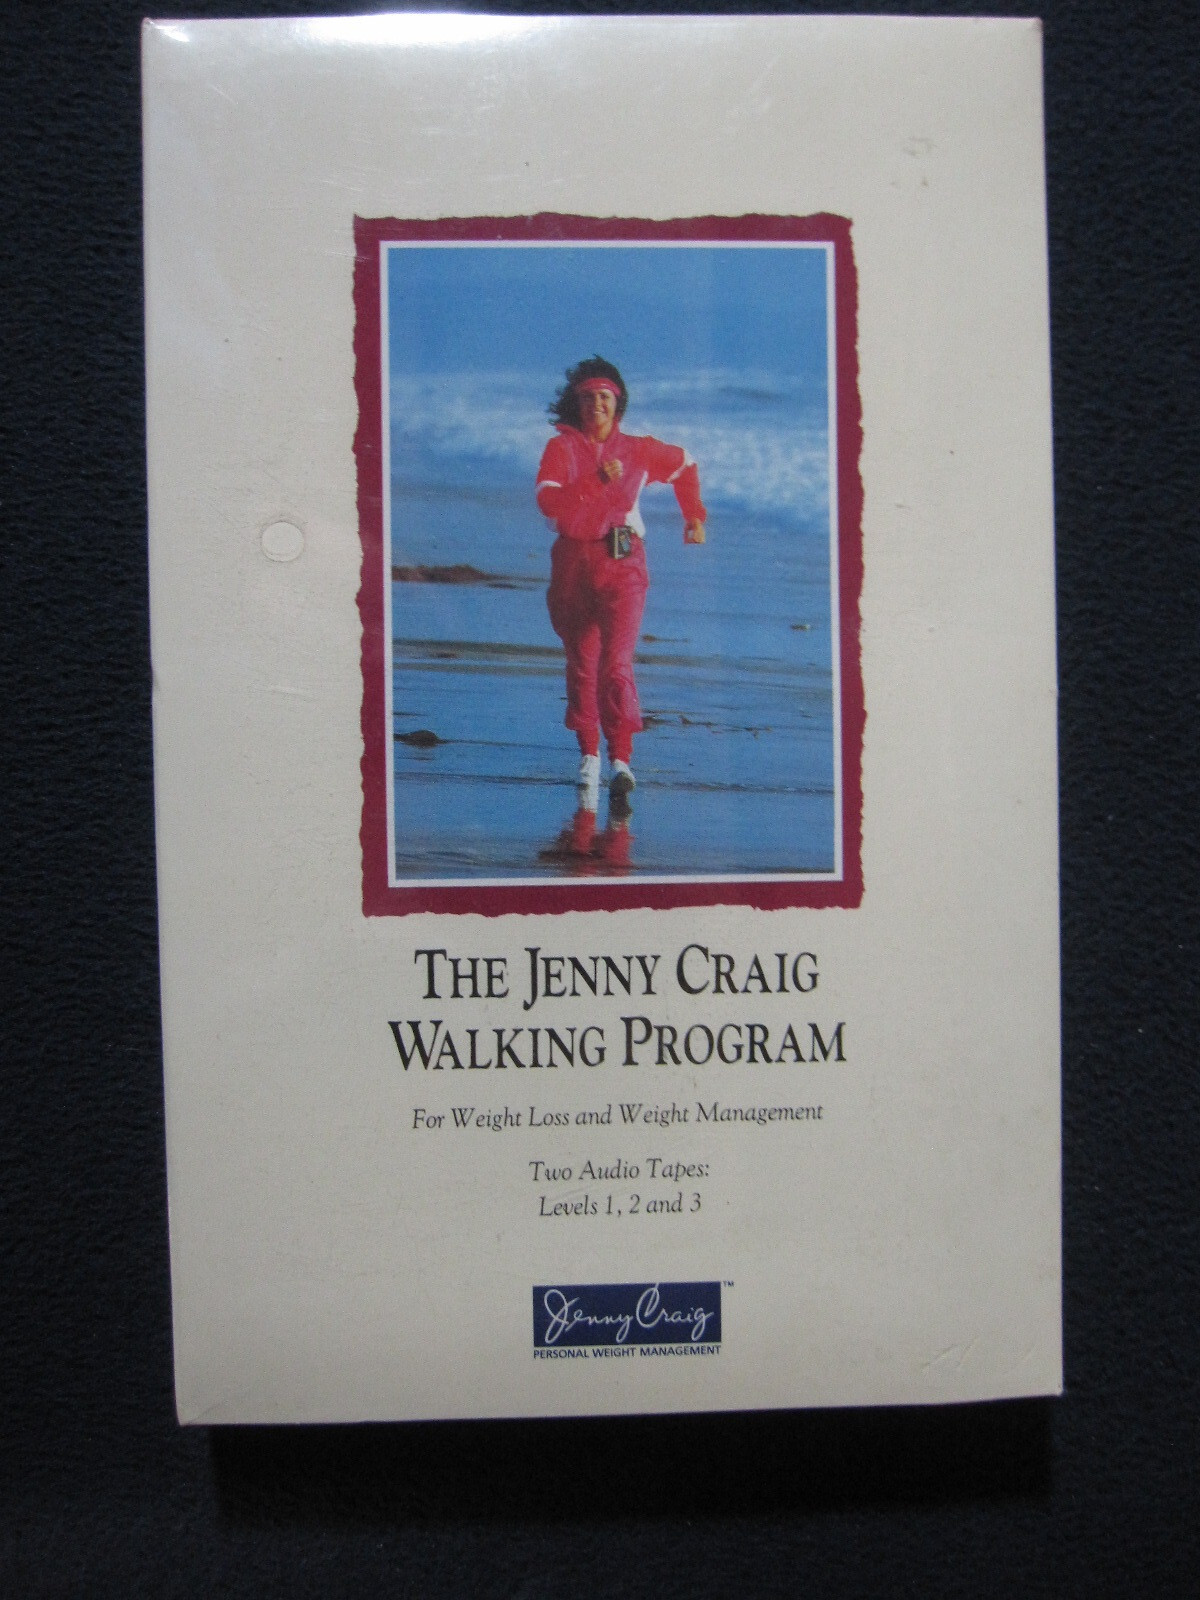 THE JENNY CRAIG
WALKING PROGRAM
For Weight Loss and Weight Management
Two Audio Tapes:
Levels 1, 2 and 3
Jenny Craig™
PERSONAL WEIGHT MANAGEMENT